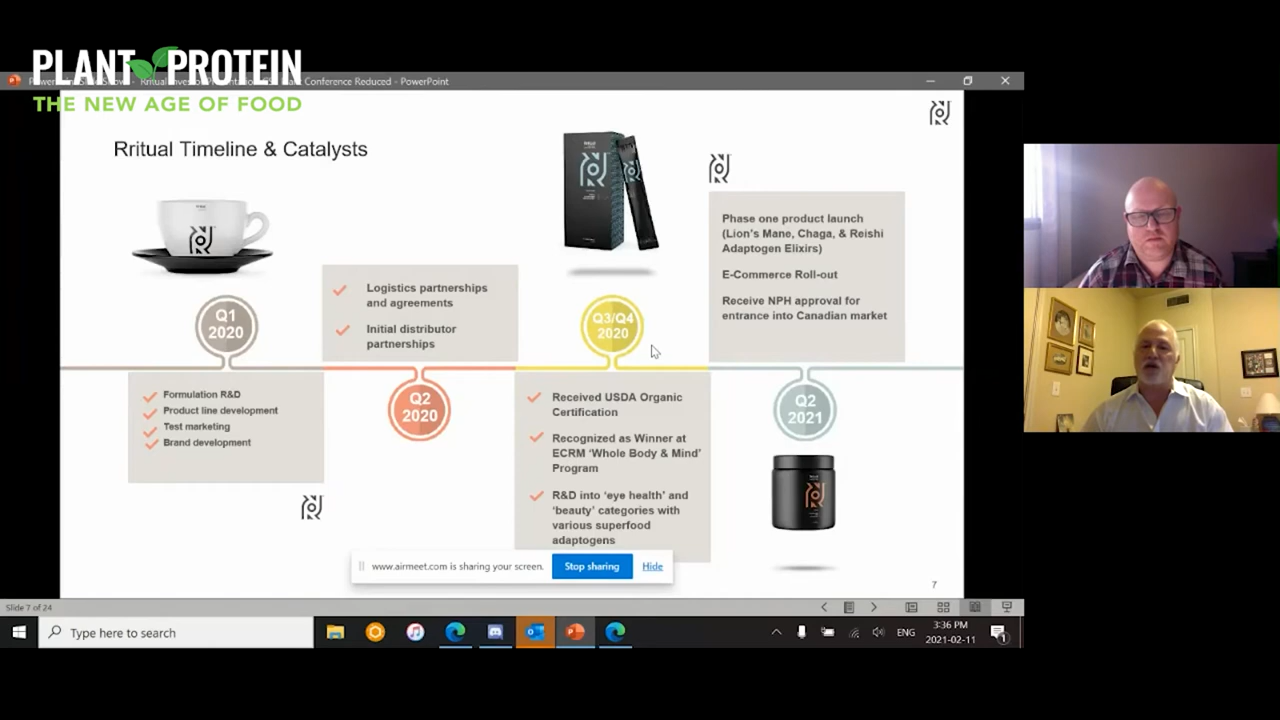 PLANT PROTEIN
THE NEW AGE OF FOOD
Conference Reduced - PowerPoint
Rritual Timeline & Catalysts
Q1
2020
Formulation R&D
Product line development
Test marketing
Brand development
Logistics partnerships
and agreements
Initial distributor
partnerships
Q2
2020
Q3/Q4
2020
Received USDA Organic
Certification
Recognized as Winner at
ECRM ‘Whole Body & Mind’
Program
R&D into ‘eye health’ and
‘beauty’ categories with
various superfood
adaptogens
Phase one product launch
(Lion’s Mane, Chaga, & Reishi
Adaptogen Elixirs)
E-Commerce Roll-out
Receive NPH approval for
entrance into Canadian market
Q2
2021
www.airmeet.com is sharing your screen.
Stop sharing
Hide
7
Slide 7 of 24
Type here to search
ENG
3:36 PM
2021-02-11
1